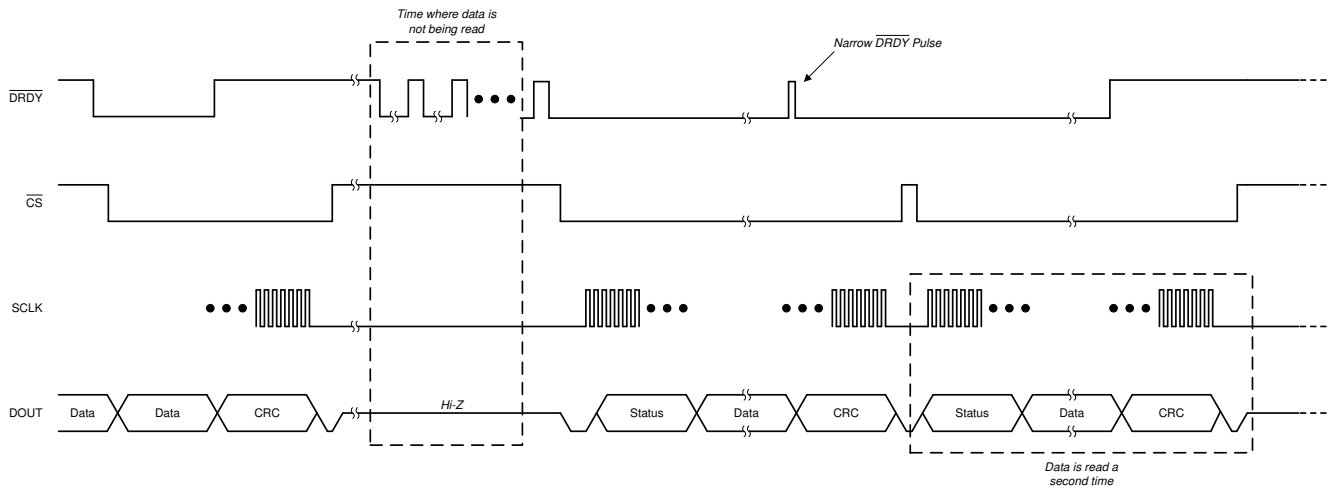 Time where data is
not being read
Narrow DRDY Pulse
DRDY
CS
SCLK
DOUT
Data
Data
CRC
Hi-Z
Status
Data
CRC
Status
Data
CRC
Data is read a
second time